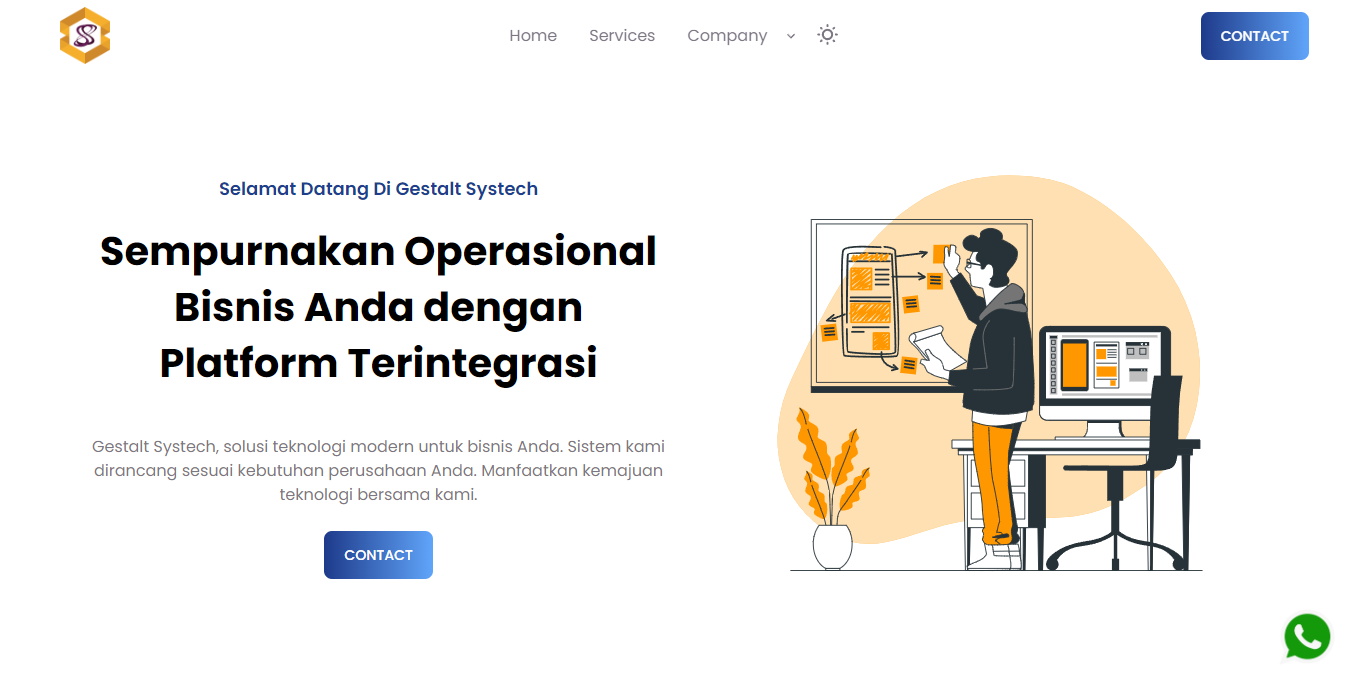 Home Services Company CONTACT
Selamat Datang Di Gestalt Systech
Sempurnakan Operasional
Bisnis Anda dengan
Platform Terintegrasi
Gestalt Systech, solusi teknologi modern untuk bisnis Anda. Sistem kami
dirancang sesuai kebutuhan perusahaan Anda. Manfaatkan kemajuan
teknologi bersama kami.
CONTACT